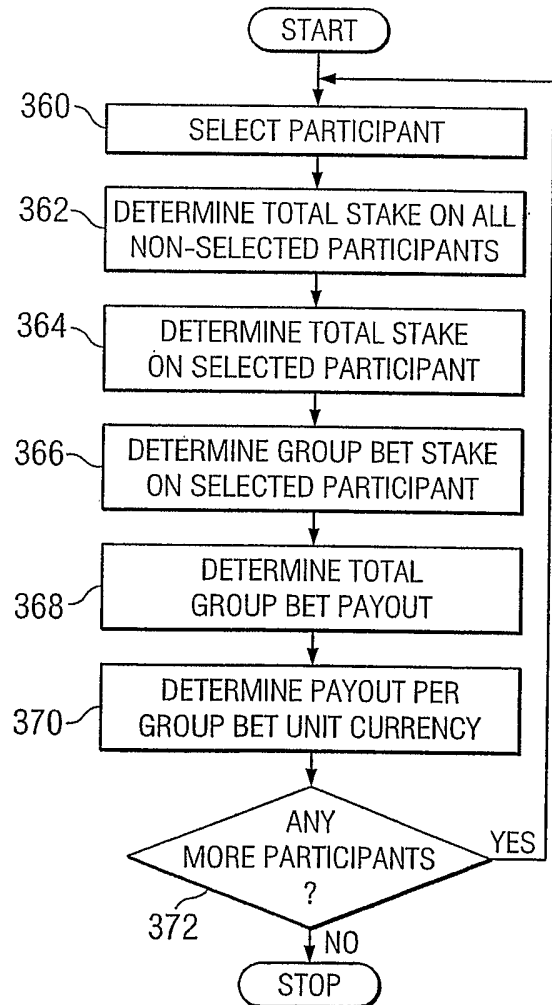 START
360
SELECT PARTICIPANT
362
DETERMINE TOTAL STAKE ON ALL
NON-SELECTED PARTICIPANTS
364
DETERMINE TOTAL STAKE
ON SELECTED PARTICIPANT
366
DETERMINE GROUP BET STAKE
ON SELECTED PARTICIPANT
368
DETERMINE TOTAL
GROUP BET PAYOUT
370
DETERMINE PAYOUT PER
GROUP BET UNIT CURRENCY
ANY
MORE PARTICIPANTS
?
YES
372
NO
STOP